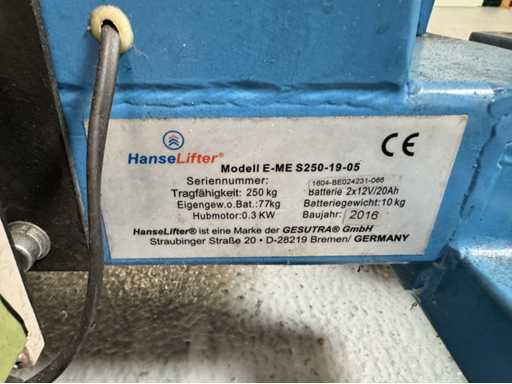 HanseLifter®
CE
Modell E-ME S250-19-05
Seriennummer: 1604-BE024231-066
Tragfähigkeit: 250 kg Batterie 2x12V/20Ah
Eigengew.o.Bat.: 77kg Batteriegewicht: 10 kg
Hubmotor: 0.3 KW Baujahr: 2016
HanseLifter® ist eine Marke der GESUTRA® GmbH
Straubinger Straße 20 • D-28219 Bremen/ GERMANY